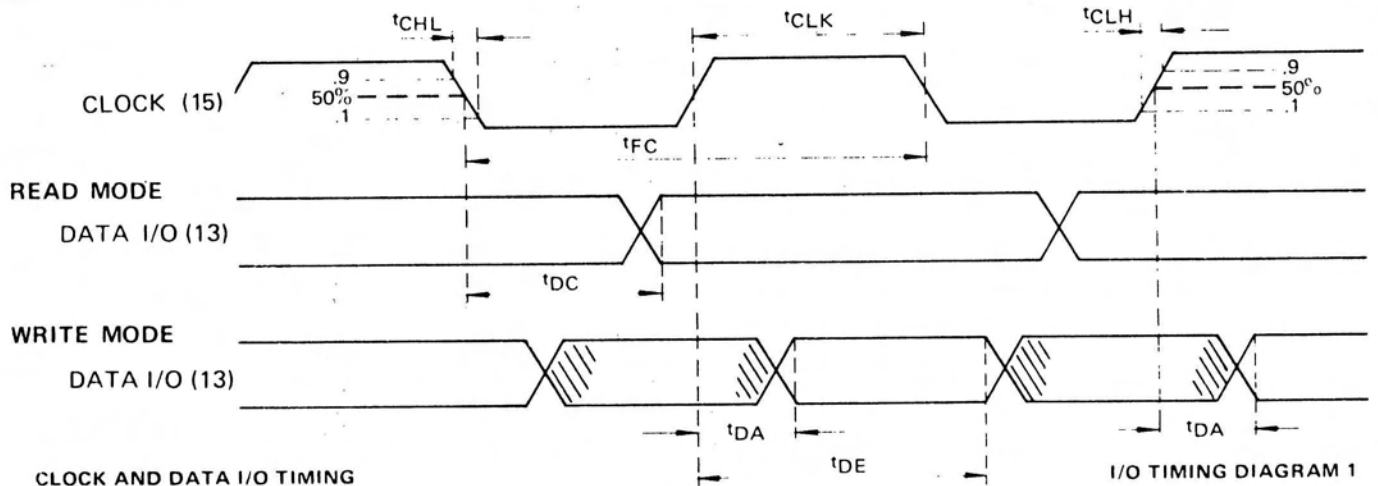 tCHL tCLK tCLH
CLOCK (15) .9 50% .1 .9 50% .1
tFC
READ MODE
DATA I/O (13)
tDC
WRITE MODE
DATA I/O (13)
tDA tDA
tDE
CLOCK AND DATA I/O TIMING I/O TIMING DIAGRAM 1